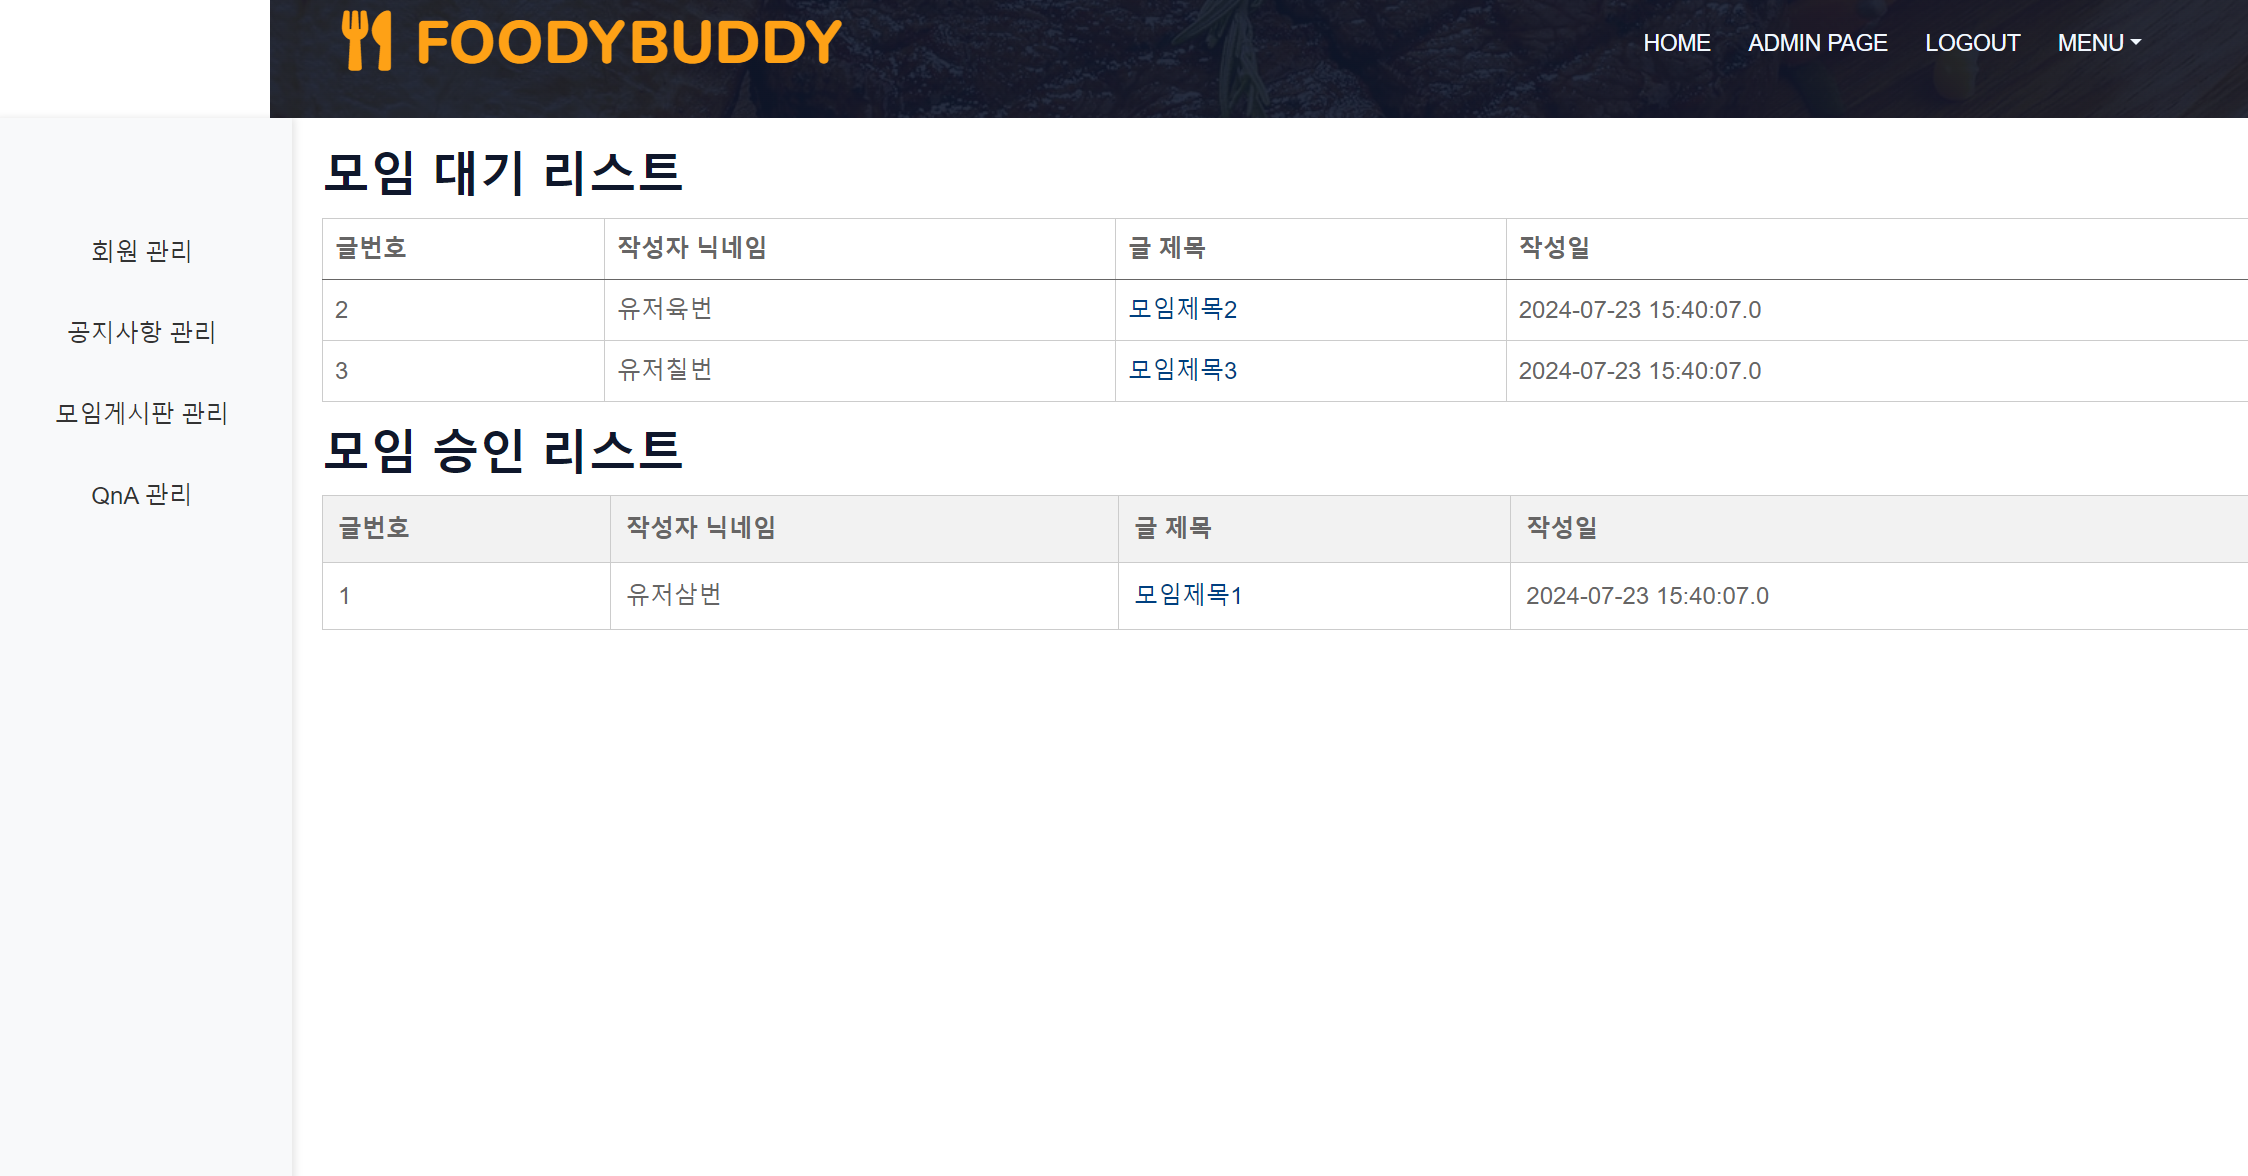 FOODYBUDDY
HOME ADMIN PAGE LOGOUT MENU
회원 관리
공지사항 관리
모임게시판 관리
QnA 관리
모임 대기 리스트
글번호 작성자 닉네임 글 제목 작성일
2 유저육번 모임제목2 2024-07-23 15:40:07.0
3 유저칠번 모임제목3 2024-07-23 15:40:07.0
모임 승인 리스트
글번호 작성자 닉네임 글 제목 작성일
1 유저삼번 모임제목1 2024-07-23 15:40:07.0